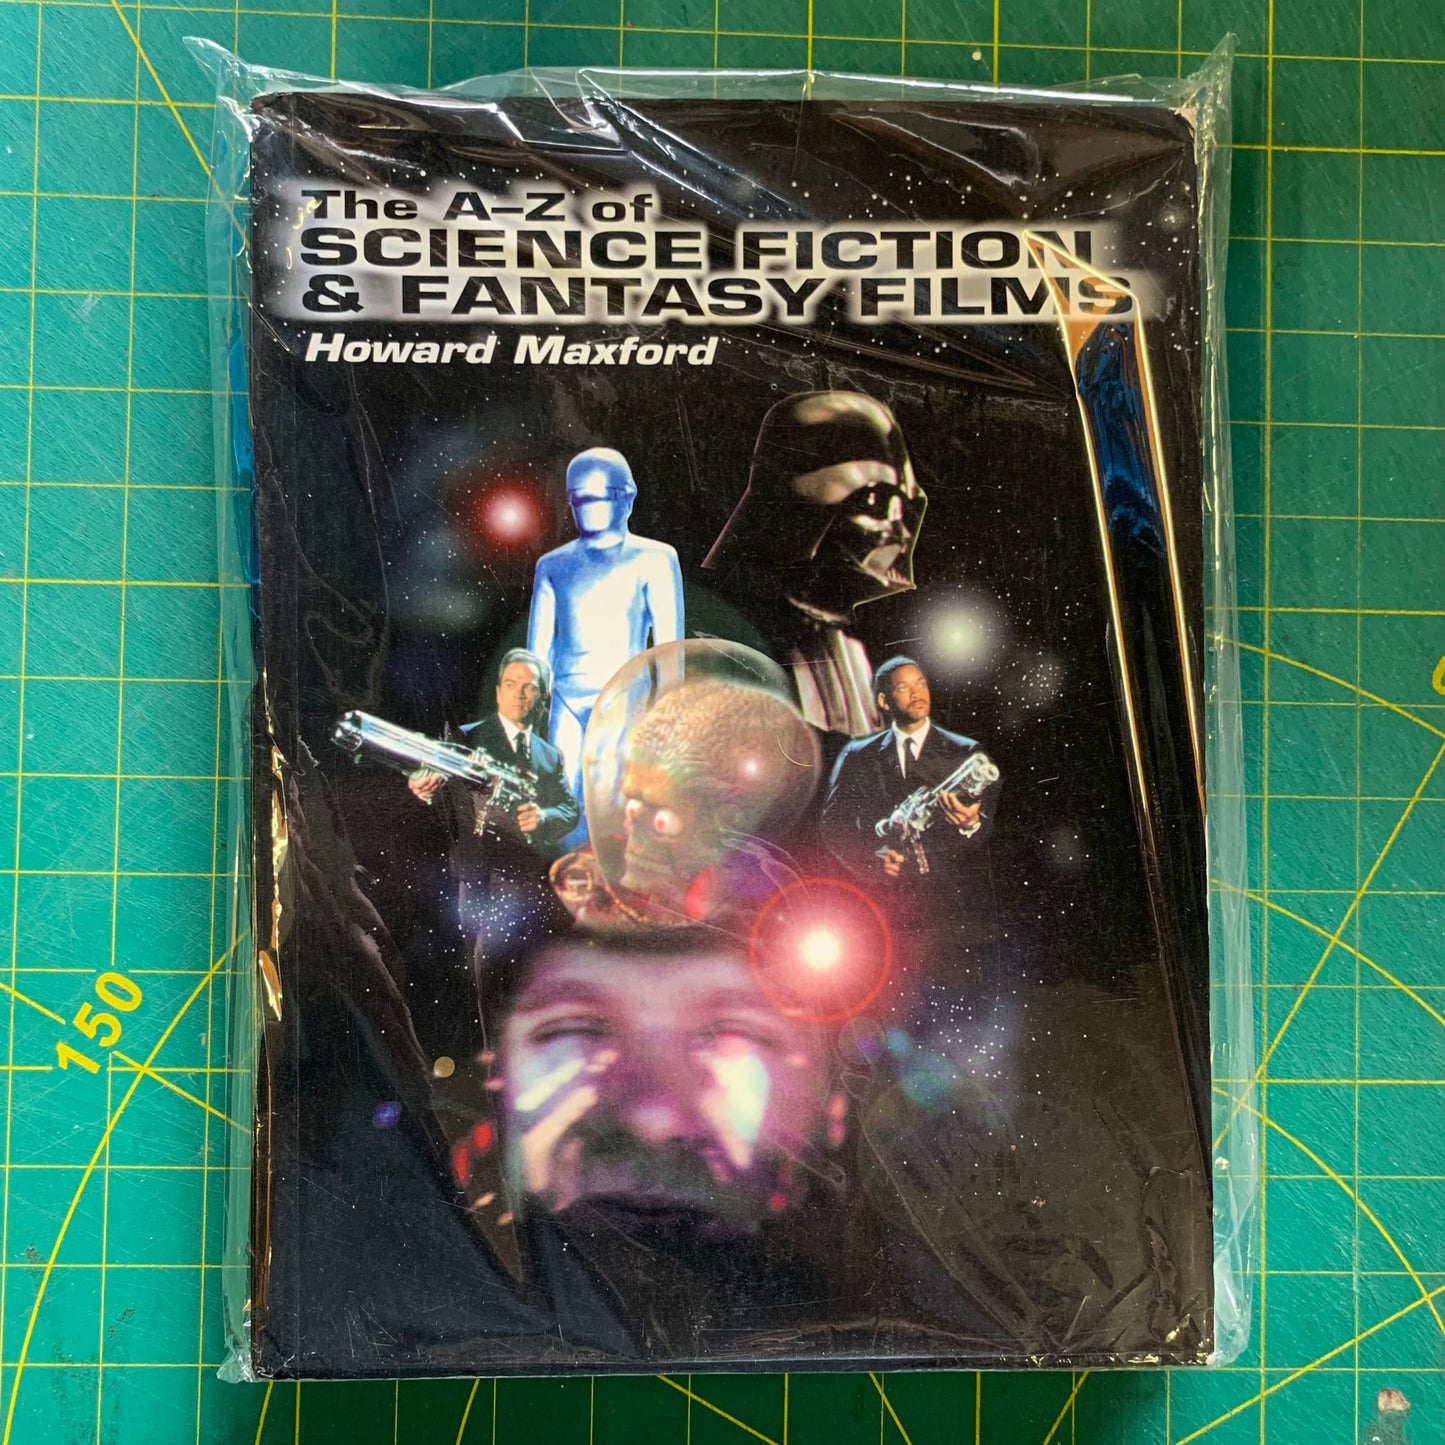 The A–Z of
SCIENCE FICTION
& FANTASY FILMS
Howard Maxford
150